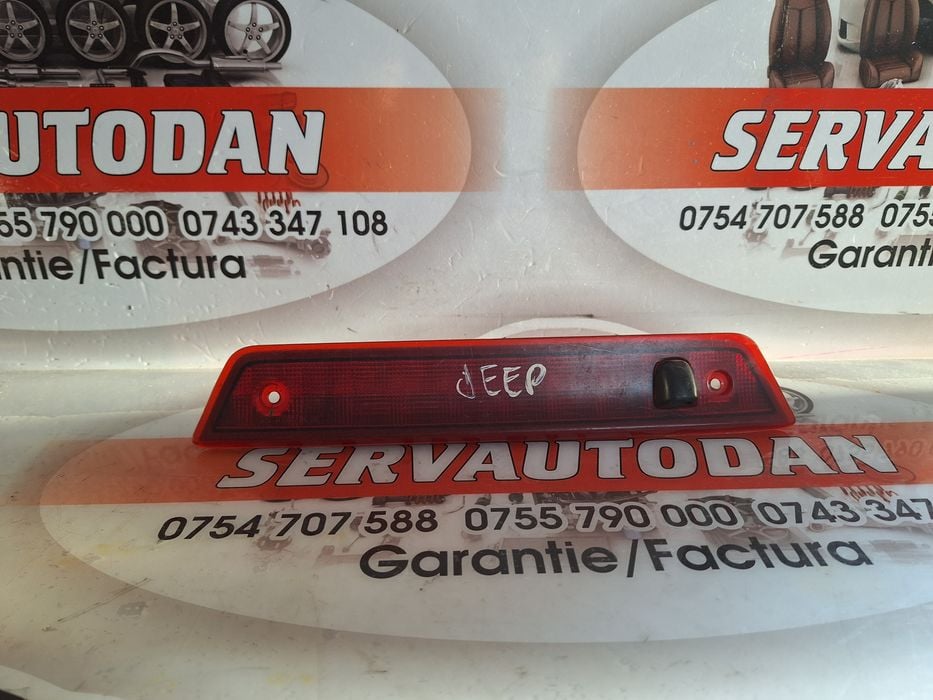 UTODAN
55 790 000 0743 347 108
ntie/Factura
SERVA
0754 707 588 0755
Garanti
JEEP
SERVAUTODAN
0754 707 588 0755 790 000 0743 347
Garantie/Factura